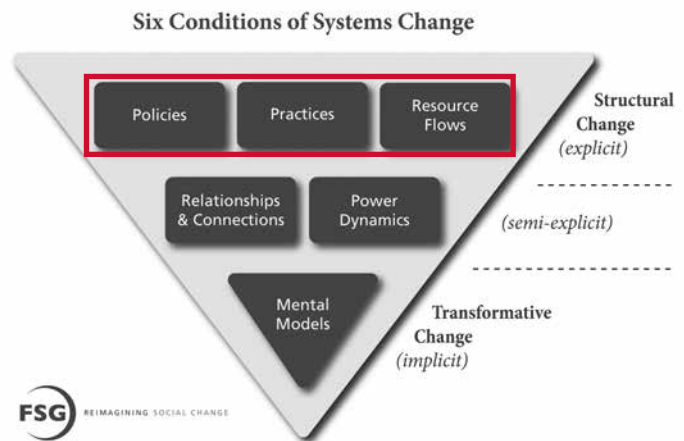 Six Conditions of Systems Change
Policies
Practices
Resource
Flows
Structural
Change
(explicit)
Relationships
& Connections
Power
Dynamics
(semi-explicit)
Mental
Models
Transformative
Change
(implicit)
FSG
REIMAGINING SOCIAL CHANGE